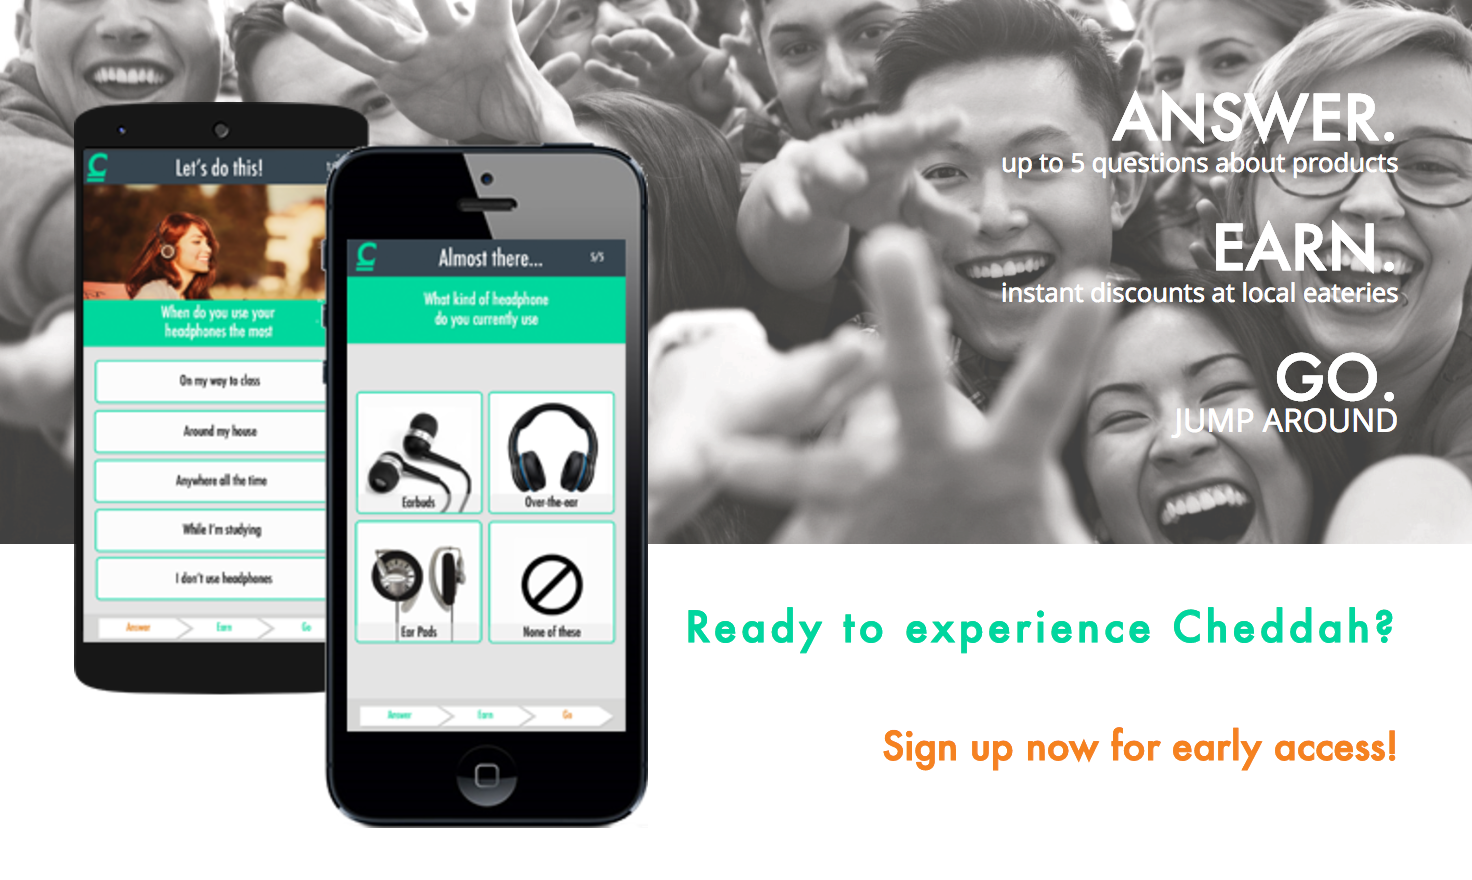 Let's do this!
When do you use your
headphones the most
On my way to class
Around my house
Anywhere all the time
While I'm studying
I don't use headphones
Answer
Earn
Go
Almost there...
5/5
What kind of headphone
do you currently use
Earbuds
Over-the-ear
Ear Pods
None of these
Answer
Earn
Go
ANSWER.
up to 5 questions about products
EARN.
instant discounts at local eateries
GO.
JUMP AROUND
Ready to experience Cheddah?
Sign up now for early access!